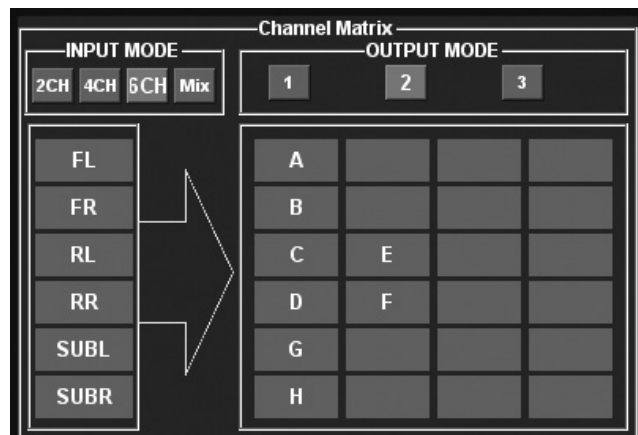 Channel Matrix
INPUT MODE
OUTPUT MODE
2CH 4CH 6CH Mix
1 2 3
FL A
FR B
RL C E
RR D F
SUBL G
SUBR H